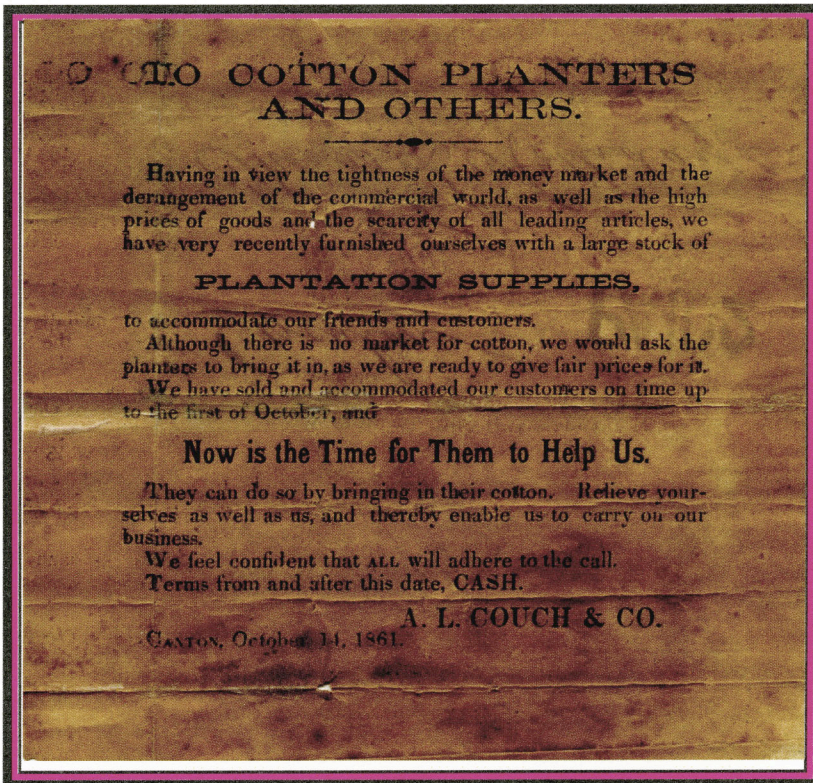 TO COTTON PLANTERS
AND OTHERS.
Having in view the tightness of the money market and the
derangement of the commercial world, as well as the high
prices of goods and the scarcity of all leading articles, we
have very recently furnished ourselves with a large stock of
PLANTATION SUPPLIES,
to accommodate our friends and customers.
Although there is no market for cotton, we would ask the
planters to bring it in, as we are ready to give fair prices for it.
We have sold and accommodated our customers on time up
to the first of October, and
Now is the Time for Them to Help Us.
They can do so by bringing in their cotton. Relieve your-
selves as well as us, and thereby enable us to carry on our
business.
We feel confident that ALL will adhere to the call.
Terms from and after this date, CASH.
A. L. COUCH & CO.
CANTON, October 14, 1861.